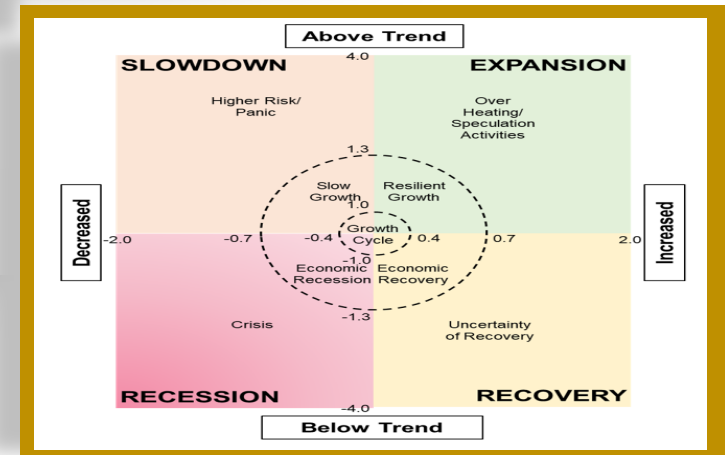 Above Trend
4.0
SLOWDOWN
EXPANSION
Higher Risk/
Panic
Over
Heating/
Speculation
Activities
1.3
Slow
Growth
Resilient
Growth
1.0
Decreased
-2.0
-0.7
-0.4
Growth
Cycle
0.4
0.7
2.0
Increased
-1.0
Economic
Recession
Economic
Recovery
-1.3
Crisis
Uncertainty
of Recovery
RECESSION
RECOVERY
-4.0
Below Trend